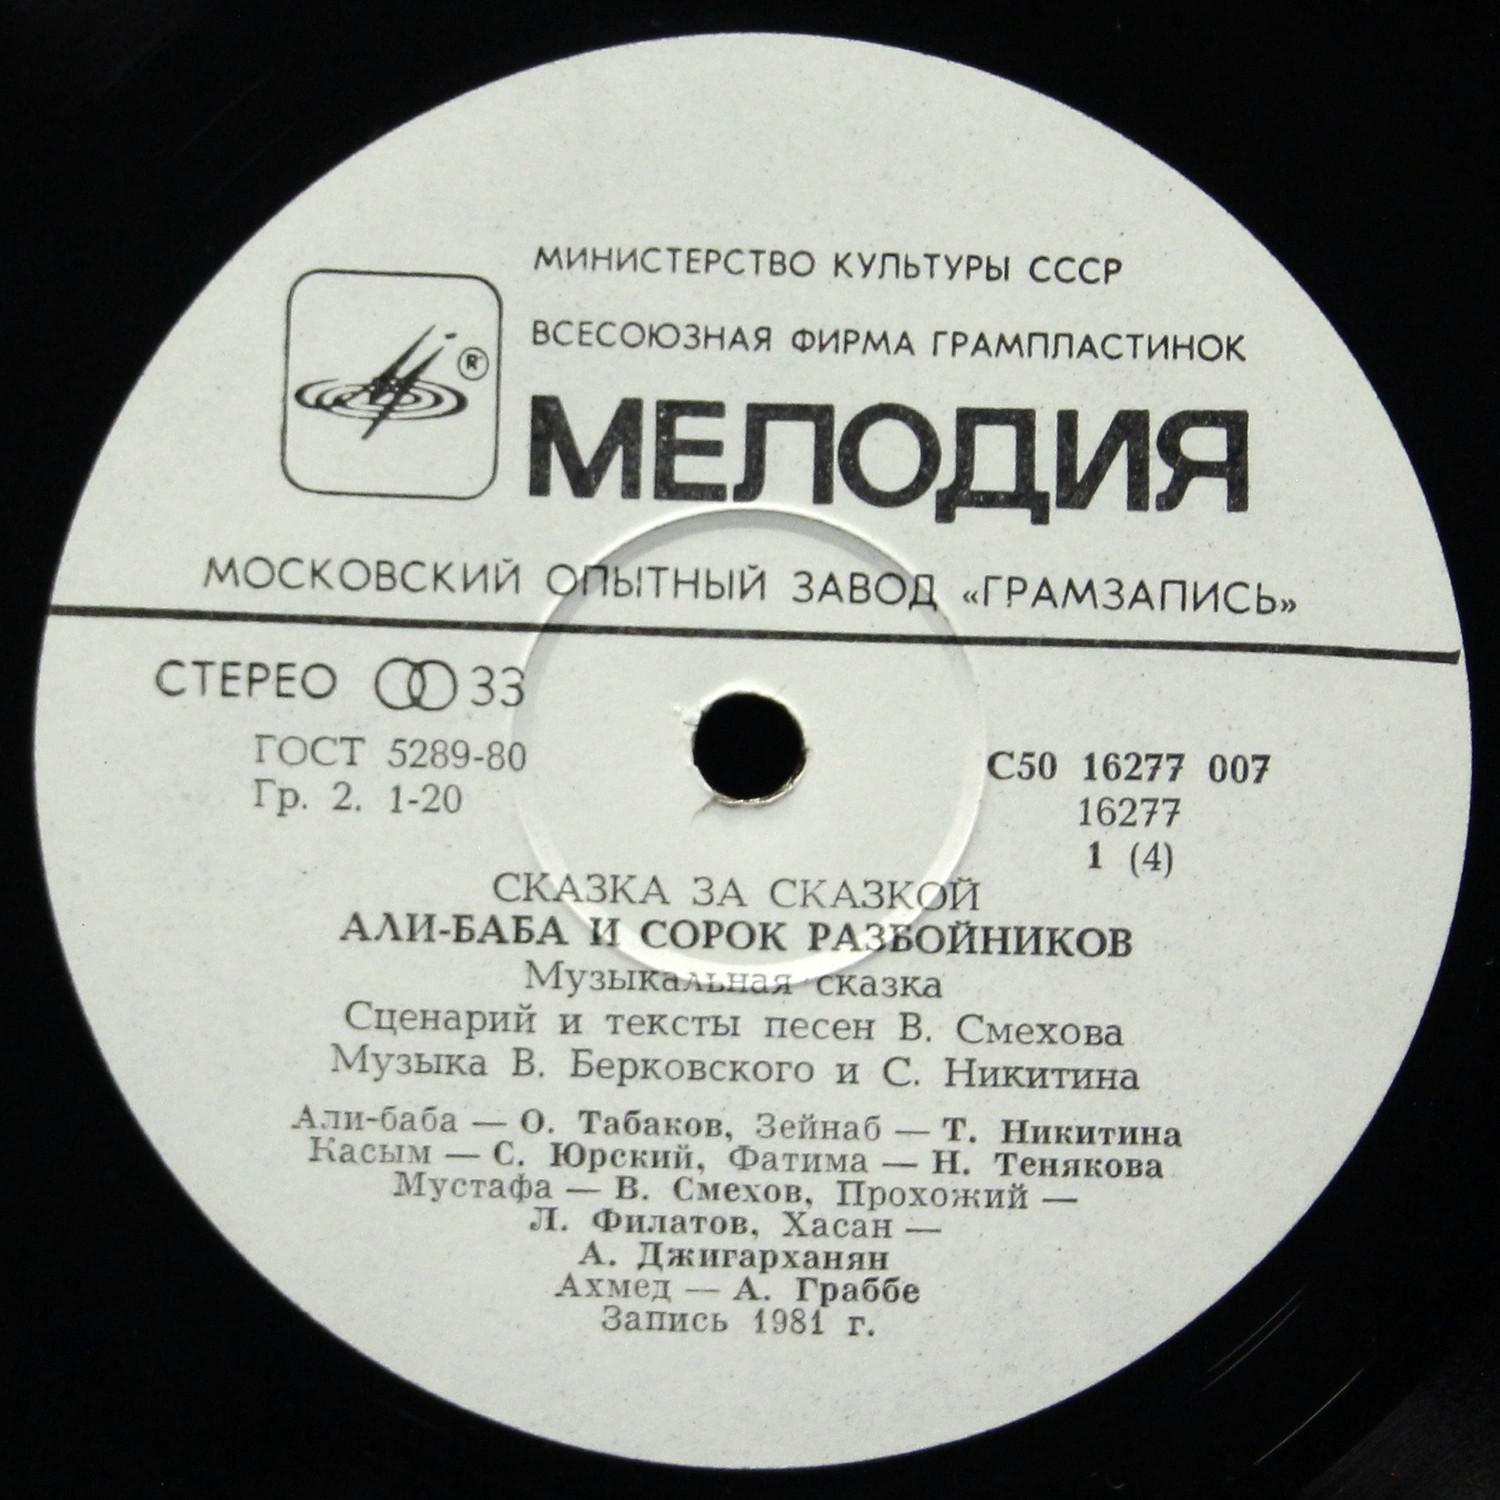 МИНИСТЕРСТВО КУЛЬТУРЫ СССР
ВСЕСОЮЗНАЯ ФИРМА ГРАМПЛАСТИНОК
®
МЕЛОДИЯ
МОСКОВСКИЙ ОПЫТНЫЙ ЗАВОД «ГРАМЗАПИСЬ»
СТЕРЕО 33
ГОСТ 5289-80
Гр. 2. 1-20
С50 16277 007
16277
1 (4)
СКАЗКА ЗА СКАЗКОЙ
АЛИ-БАБА И СОРОК РАЗБОЙНИКОВ
Музыкальная сказка
Сценарий и тексты песен В. Смехова
Музыка В. Берковского и С. Никитина
Али-баба — О. Табаков, Зейнаб — Т. Никитина
Касым — С. Юрский, Фатима — Н. Тенякова
Мустафа — В. Смехов, Прохожий —
Л. Филатов, Хасан —
А. Джигарханян
Ахмед — А. Граббе
Запись 1981 г.